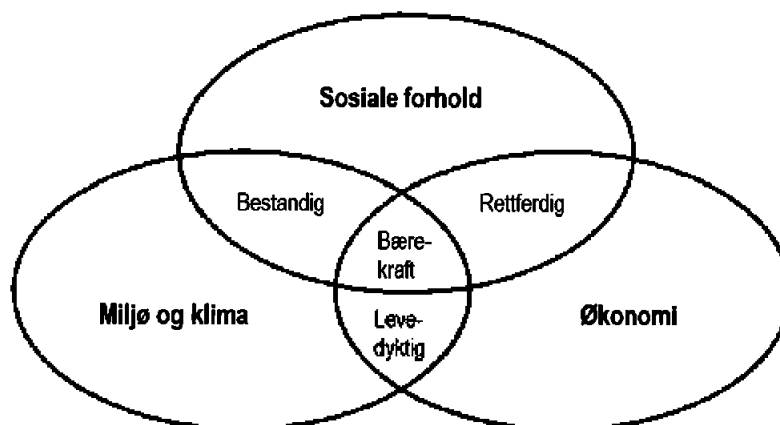 Sosiale forhold
Bestandig
Rettferdig
Bære-
kraft
Miljø og klima
Økonomi
Leve-
dyktig